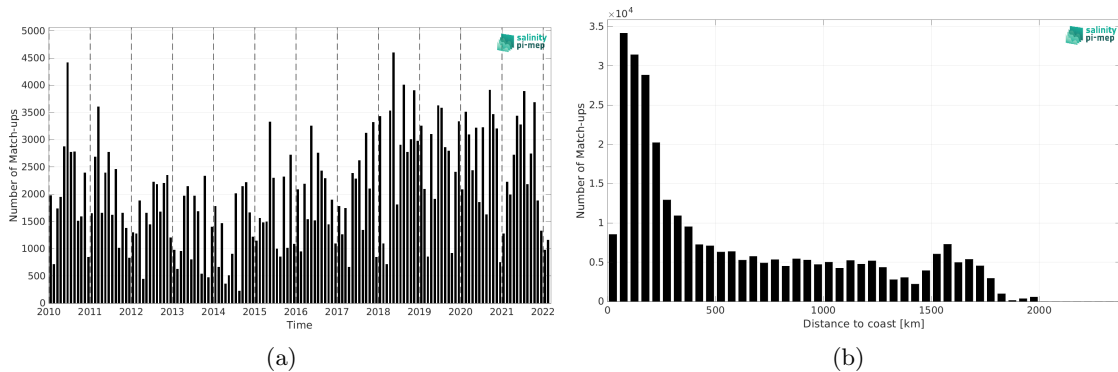 5000
4500
4000
3500
3000
2500
2000
1500
1000
500
0
2010 2011 2012 2013 2014 2015 2016 2017 2018 2019 2020 2021 2022
Time
Number of Match-ups
salinity
pi-mep
(a)
×10⁴
3.5
3
2.5
2
1.5
1
0.5
0
0 500 1000 1500 2000
Distance to coast [km]
Number of Match-ups
salinity
pi-mep
(b)